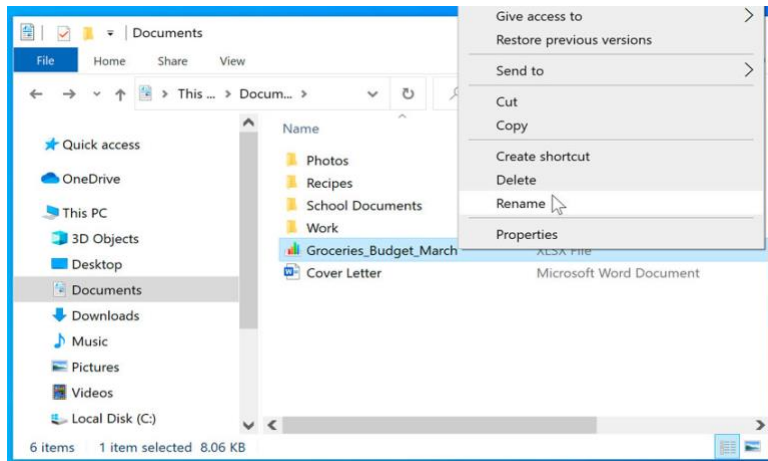 Documents
File Home Share View
This ... > Docum... >
Quick access
OneDrive
This PC
3D Objects
Desktop
Documents
Downloads
Music
Pictures
Videos
Local Disk (C:)
Name
Photos
Recipes
School Documents
Work
Groceries_Budget_March XLSX File
Cover Letter Microsoft Word Document
Give access to
Restore previous versions
Send to
Cut
Copy
Create shortcut
Delete
Rename
Properties
6 items 1 item selected 8.06 KB